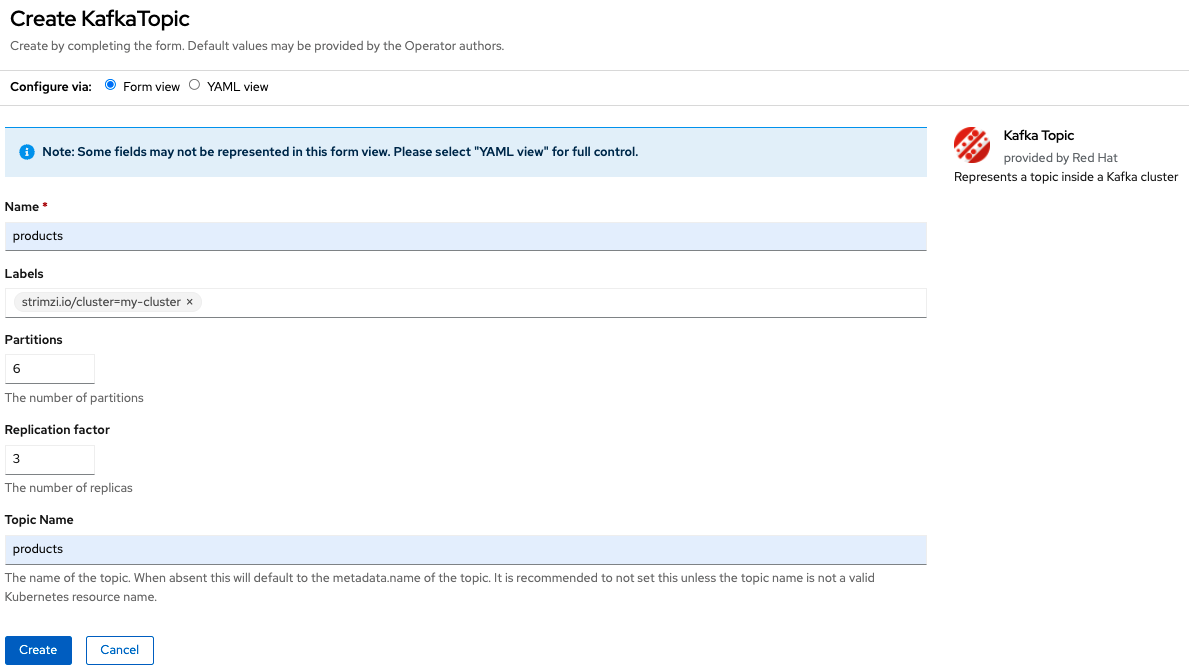 Create KafkaTopic
Create by completing the form. Default values may be provided by the Operator authors.
Configure via: Form view YAML view
Note: Some fields may not be represented in this form view. Please select "YAML view" for full control.
Kafka Topic
provided by Red Hat
Represents a topic inside a Kafka cluster
Name *
products
Labels
strimzi.io/cluster=my-cluster ×
Partitions
6
The number of partitions
Replication factor
3
The number of replicas
Topic Name
products
The name of the topic. When absent this will default to the metadata.name of the topic. It is recommended to not set this unless the topic name is not a valid
Kubernetes resource name.
Create Cancel